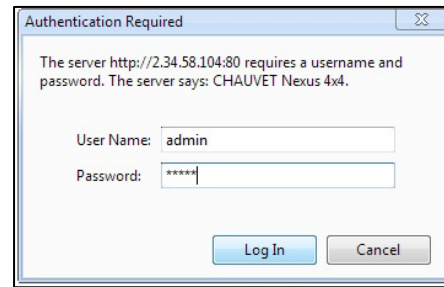 Authentication Required
The server http://2.34.58.104:80 requires a username and
password. The server says: CHAUVET Nexus 4x4.
User Name: admin
Password: *****
Log In Cancel